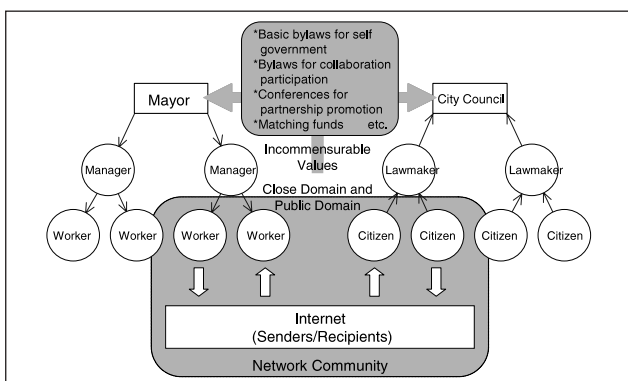 *Basic bylaws for self
government
*Bylaws for collaboration
participation
*Conferences for
partnership promotion
*Matching funds etc.
Mayor
City Council
Incommensurable
Values
Manager
Manager
Lawmaker
Lawmaker
Close Domain and
Public Domain
Worker
Worker
Worker
Worker
Citizen
Citizen
Citizen
Citizen
Internet
(Senders/Recipients)
Network Community